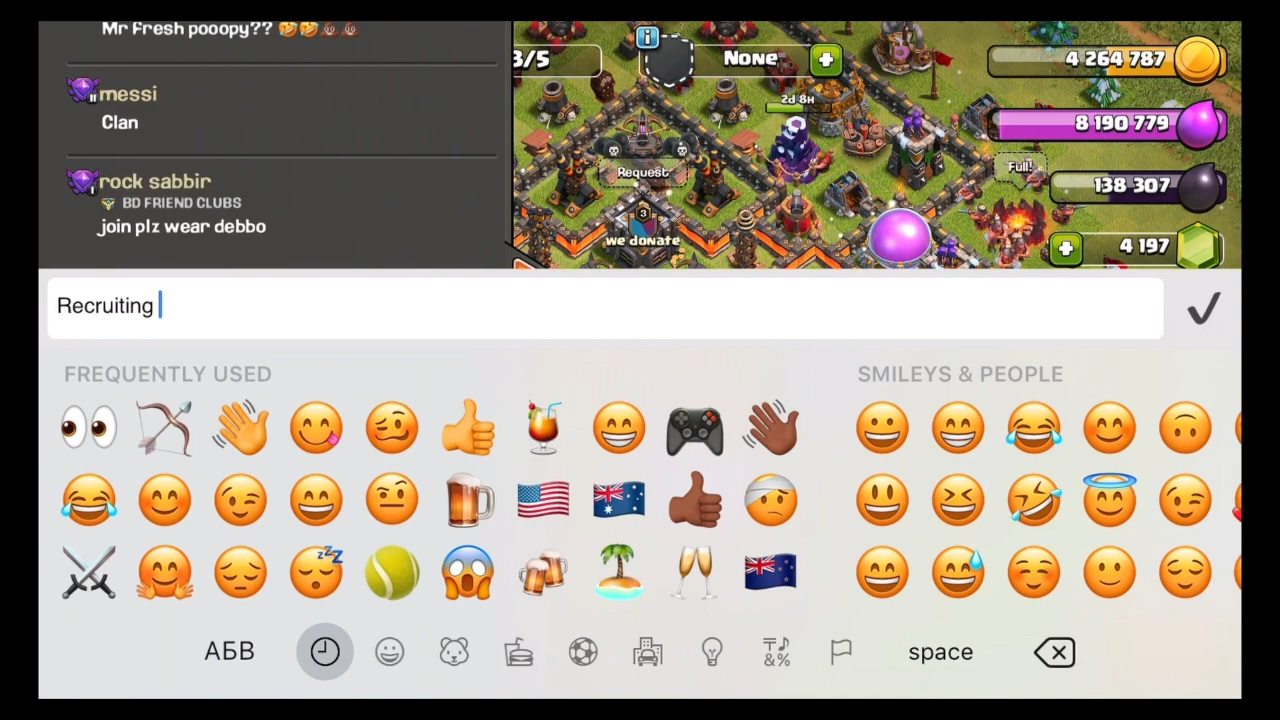 Mr Fresh pooopy?? 🤣🤣💩💩
messi
Clan
rock sabbir
BD FRIEND CLUBS
join plz wear debbo
3/5
None
4 264 787
2d 8H
8 190 779
Full!
Request
138 307
3
we donate
4 197
Recruiting
FREQUENTLY USED
SMILEYS & PEOPLE
АБВ
space